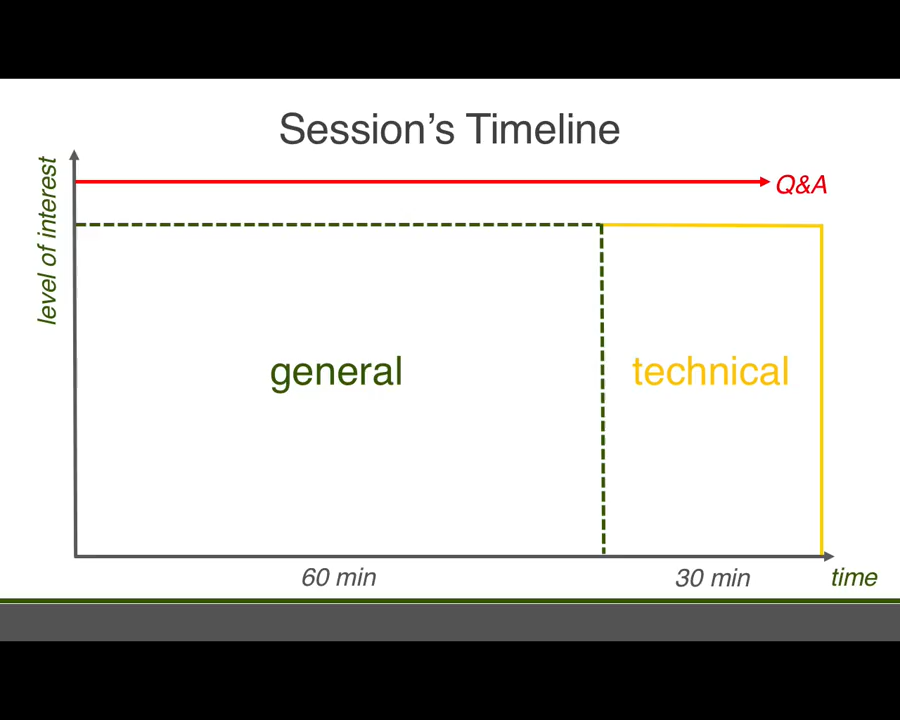 Session’s Timeline
level of interest
Q&A
general
technical
60 min
30 min
time